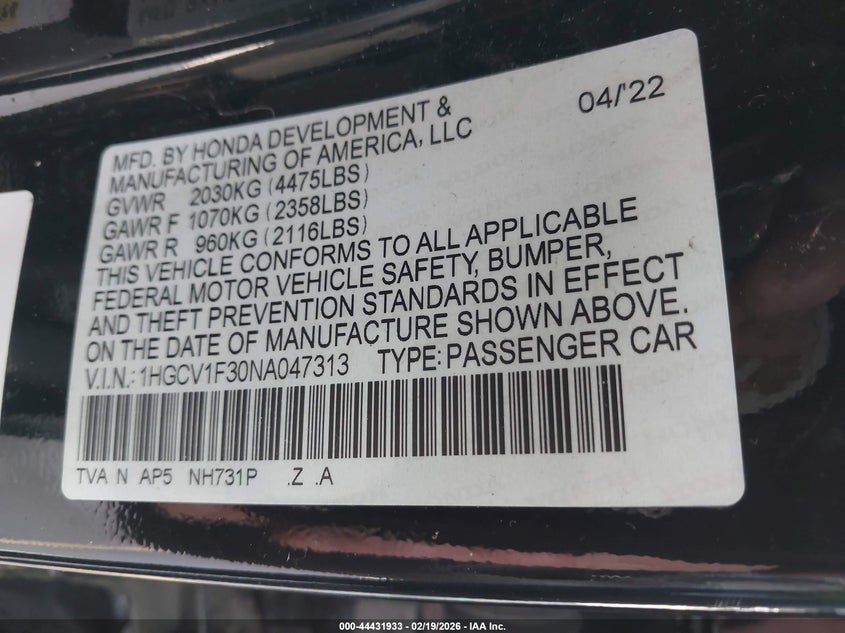 04/'22
MFD. BY HONDA DEVELOPMENT &
MANUFACTURING OF AMERICA, LLC
GVWR 2030KG (4475LBS)
GAWR F 1070KG (2358LBS)
GAWR R 960KG (2116LBS)
THIS VEHICLE CONFORMS TO ALL APPLICABLE
FEDERAL MOTOR VEHICLE SAFETY, BUMPER,
AND THEFT PREVENTION STANDARDS IN EFFECT
ON THE DATE OF MANUFACTURE SHOWN ABOVE.
V.I.N.: 1HGCV1F30NA047313 TYPE: PASSENGER CAR
TVA N AP5 NH731P .Z .A
000-44431933 - 02/19/2026 - IAA Inc.